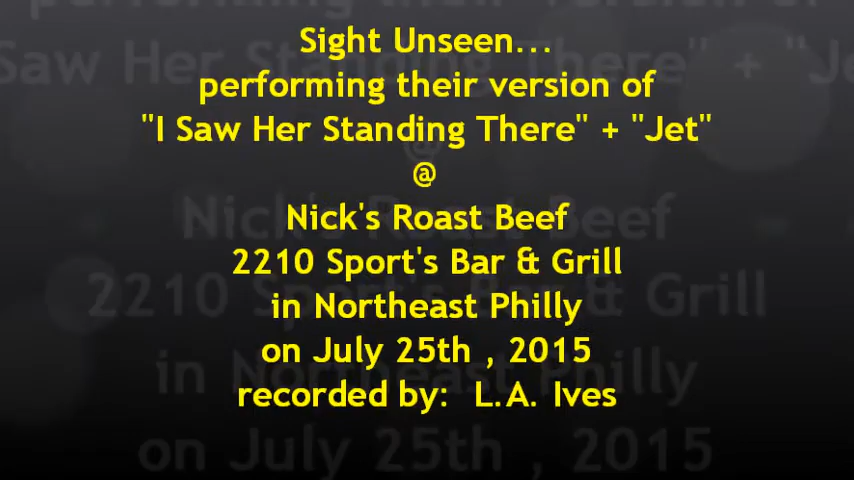 Sight Unseen...
performing their version of
"I Saw Her Standing There" + "Jet"
@
Nick's Roast Beef
2210 Sport's Bar & Grill
in Northeast Philly
on July 25th , 2015
recorded by:  L.A. Ives